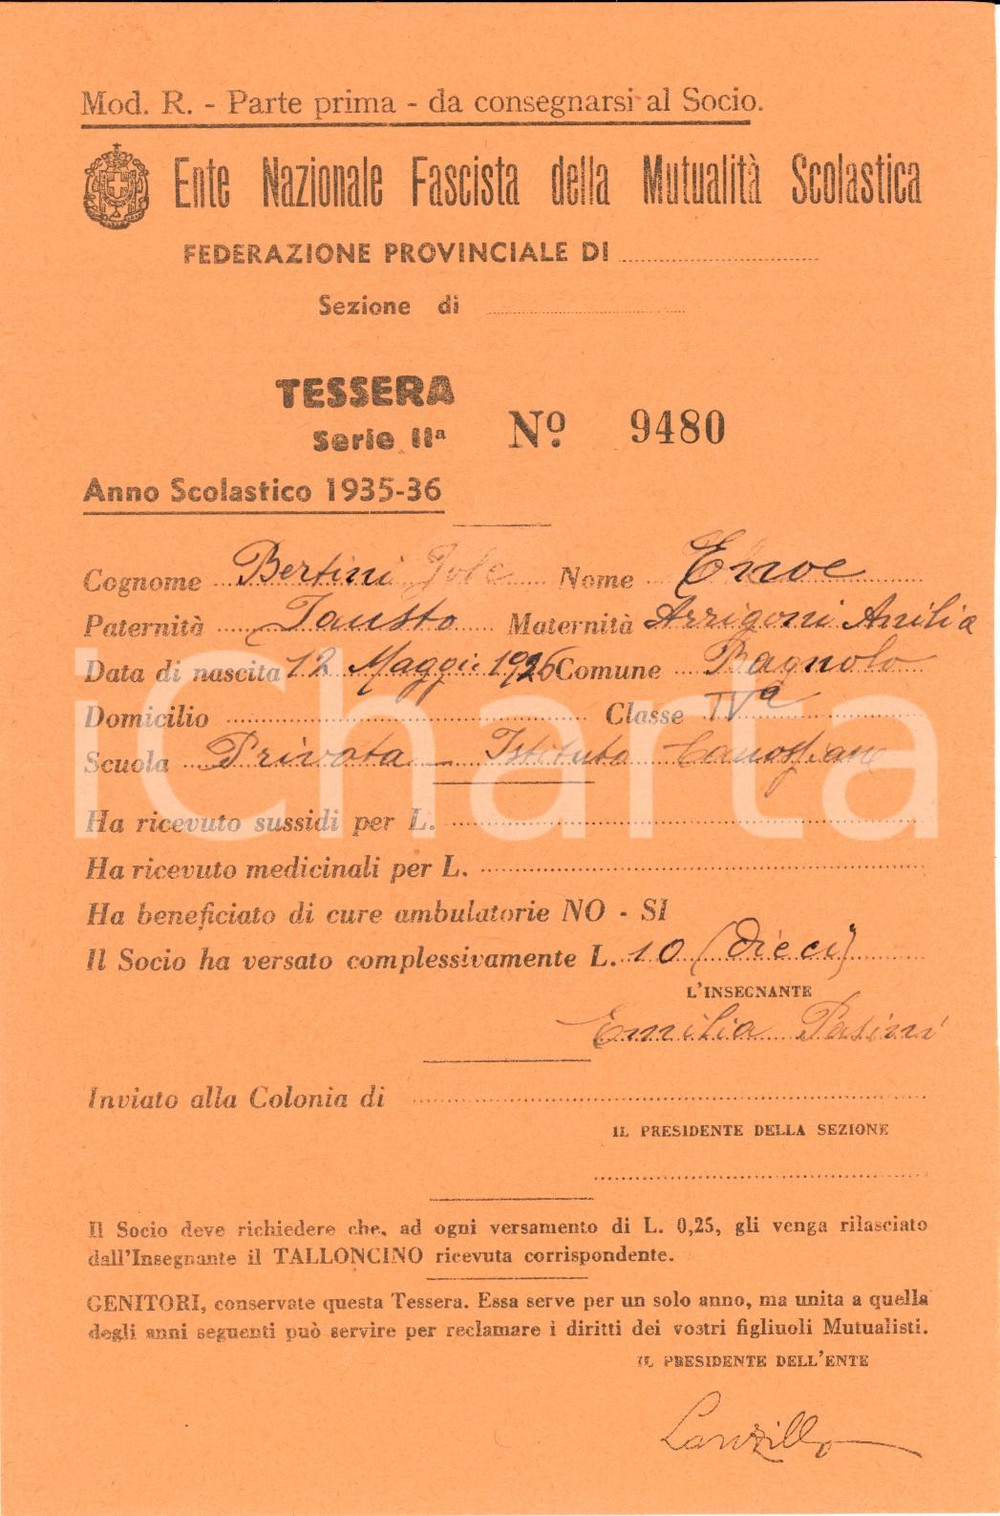 Mod. R. - Parte prima - da consegnarsi al Socio.
Ente Nazionale Fascista della Mutualità Scolastica
FEDERAZIONE PROVINCIALE DI
Sezione di
TESSERA
Serie IIª
Nº. 9480
Anno Scolastico 1935-36
Cognome Bertini Jole Nome Enoe
Paternità Fausto Maternità Arrigoni Anilia
Data di nascita 12 Maggio 1926 Comune Bagnolo
Domicilio Classe IVª
Scuola Privata - Istituto Canossiane
Ha ricevuto sussidi per L.
Ha ricevuto medicinali per L.
Ha beneficiato di cure ambulatorie NO - SI
Il Socio ha versato complessivamente L. 10 (dieci)
L'INSEGNANTE
Emilia Pasini
Inviato alla Colonia di
IL PRESIDENTE DELLA SEZIONE
Il Socio deve richiedere che, ad ogni versamento di L. 0,25, gli venga rilasciato
dall'Insegnante il TALLONCINO ricevuta corrispondente.
GENITORI, conservate questa Tessera. Essa serve per un solo anno, ma unita a quella
degli anni seguenti può servire per reclamare i diritti dei vostri figliuoli Mutualisti.
IL PRESIDENTE DELL'ENTE
Lanzillo
iCharta